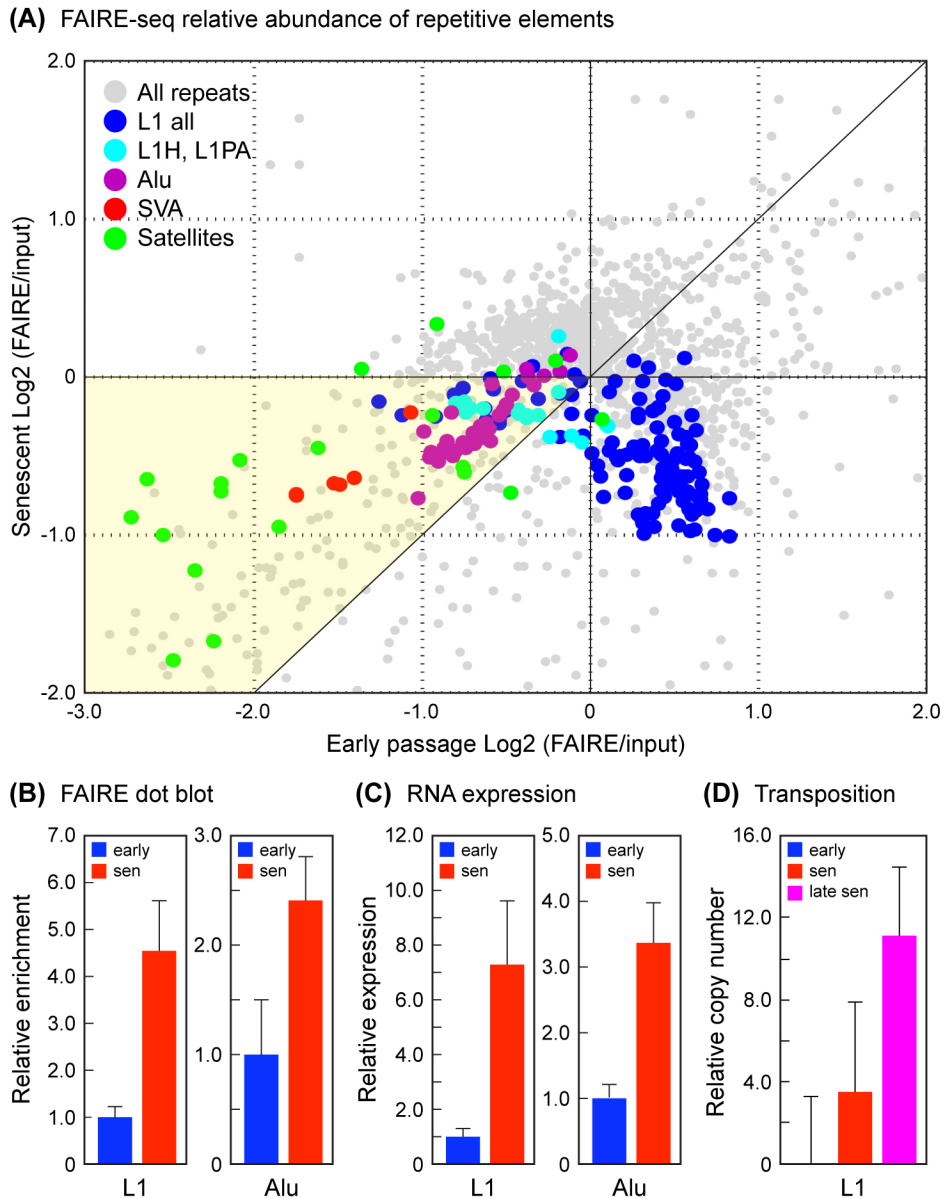 (A) FAIRE-seq relative abundance of repetitive elements
2.0
All repeats
L1 all
L1H, L1PA
Alu
SVA
Satellites
1.0
0
-1.0
-2.0
Senescent Log2 (FAIRE/input)
-3.0 -2.0 -1.0 0 1.0 2.0
Early passage Log2 (FAIRE/input)
(B) FAIRE dot blot
7.0
6.0
5.0
4.0
3.0
2.0
1.0
0
Relative enrichment
early
sen
L1
3.0
2.0
1.0
0
early
sen
Alu
(C) RNA expression
12.0
10.0
8.0
6.0
4.0
2.0
0
Relative expression
early
sen
L1
5.0
4.0
3.0
2.0
1.0
0
early
sen
Alu
(D) Transposition
16.0
12.0
8.0
4.0
0
Relative copy number
early
sen
late sen
L1